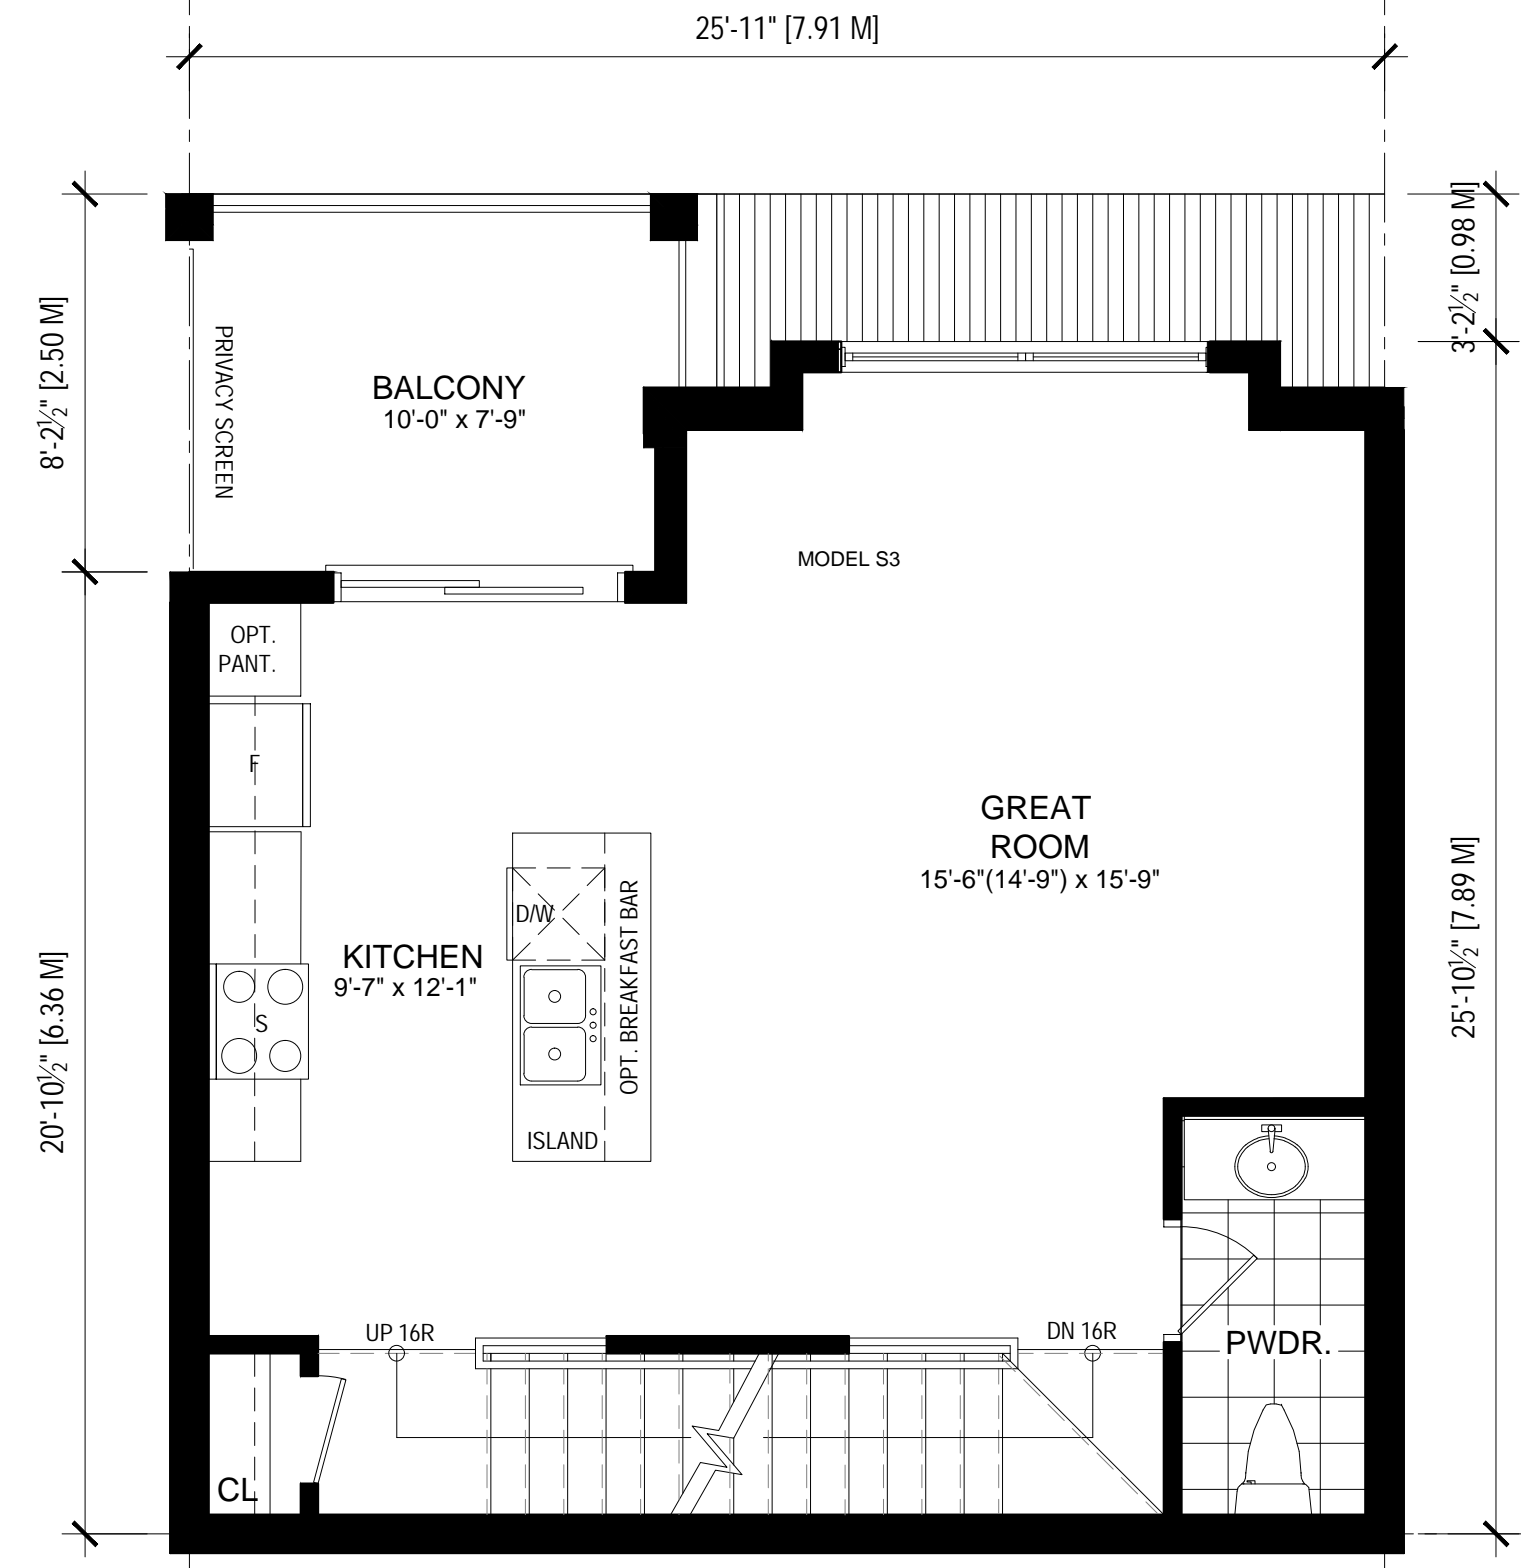 25'-11" [7.91 M]
3'-2½" [0.98 M]
8'-2½" [2.50 M]
PRIVACY SCREEN
BALCONY
10'-0" x 7'-9"
MODEL S3
OPT.
PANT.
F
GREAT
ROOM
15'-6"(14'-9") x 15'-9"
D/W
OPT. BREAKFAST BAR
KITCHEN
9'-7" x 12'-1"
S
20'-10½" [6.36 M]
25'-10½" [7.89 M]
ISLAND
UP 16R
DN 16R
PWDR.
CL